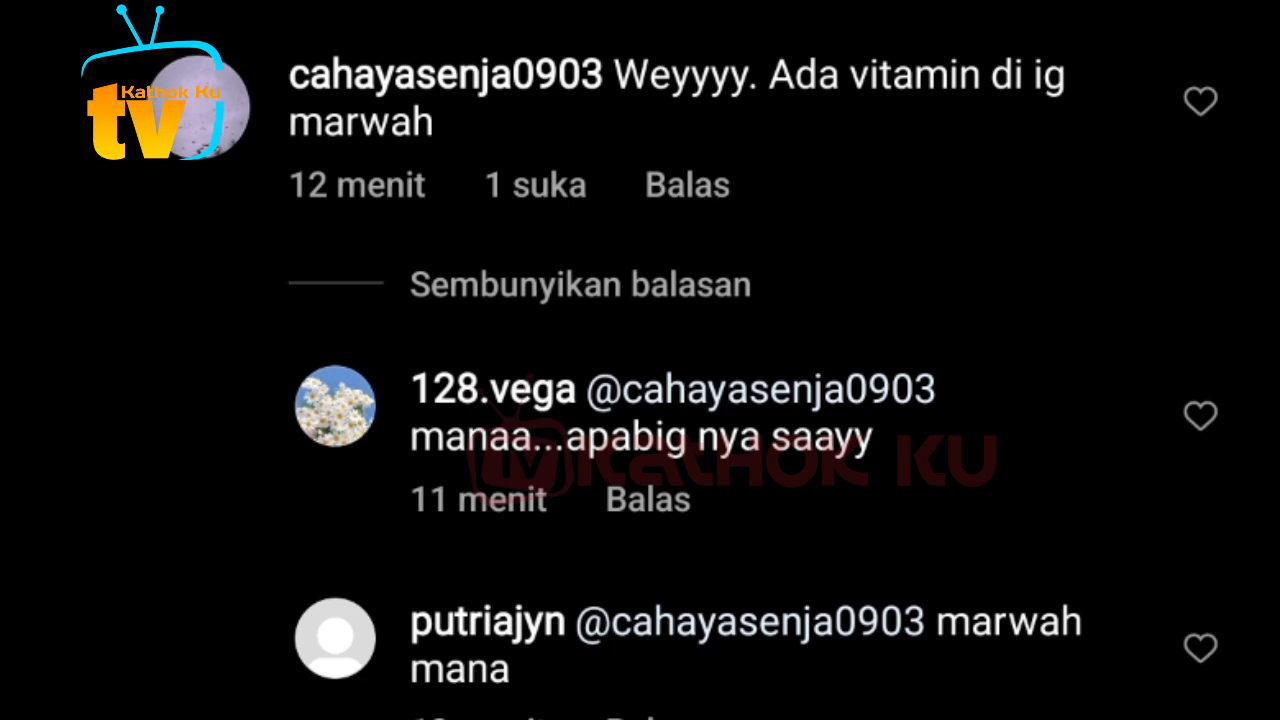 Kathok Ku
tv
cahayasenja0903 Weyyyy. Ada vitamin di ig
marwah
12 menit 1 suka Balas
Sembunyikan balasan
128.vega @cahayasenja0903
manaa...apabig nya saayy
tv Kathok Ku
11 menit Balas
putriajyn @cahayasenja0903 marwah
mana